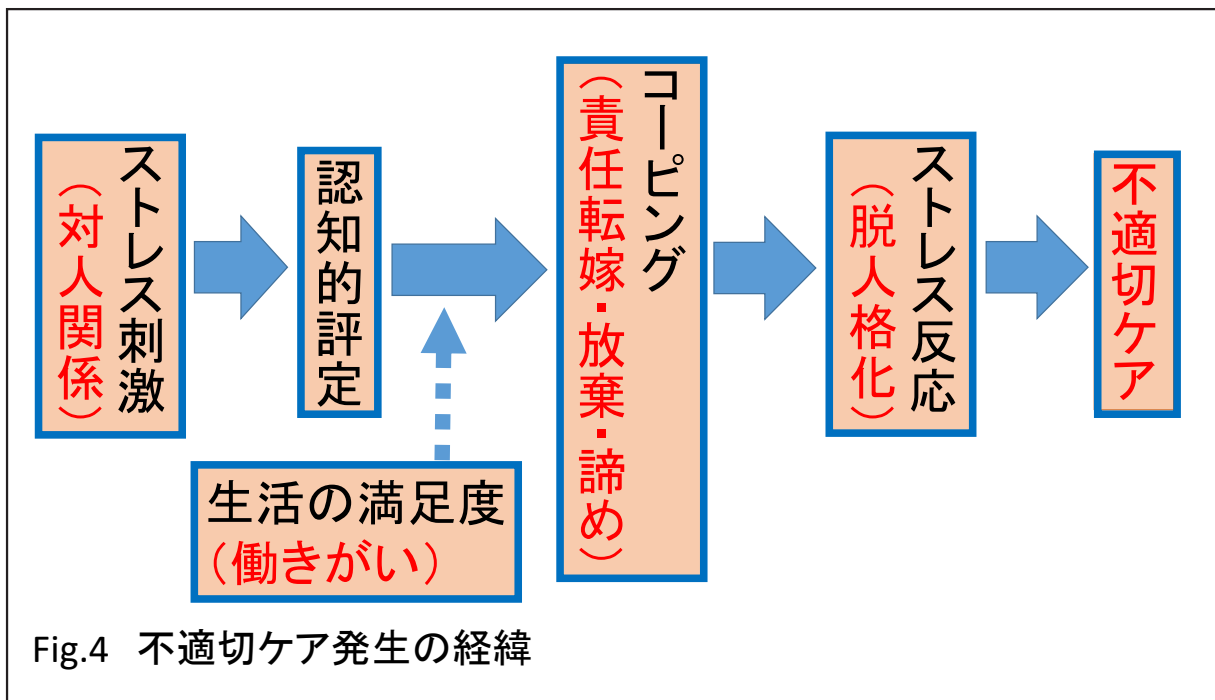 ストレス刺激
（対人関係）
認知的評定
生活の満足度
（働きがい）
コーピング
（責任転嫁・放棄・諦め）
ストレス反応
（脱人格化）
不適切ケア
Fig.4 不適切ケア発生の経緯